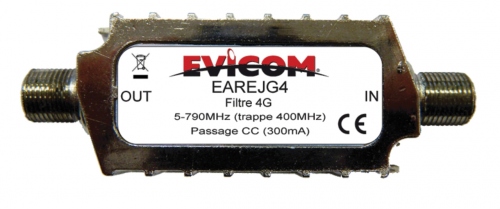 EVICOM
EAREJG4
OUT
IN
Filtre 4G
5-790MHz (trappe 400MHz)
Passage CC (300mA)
CE